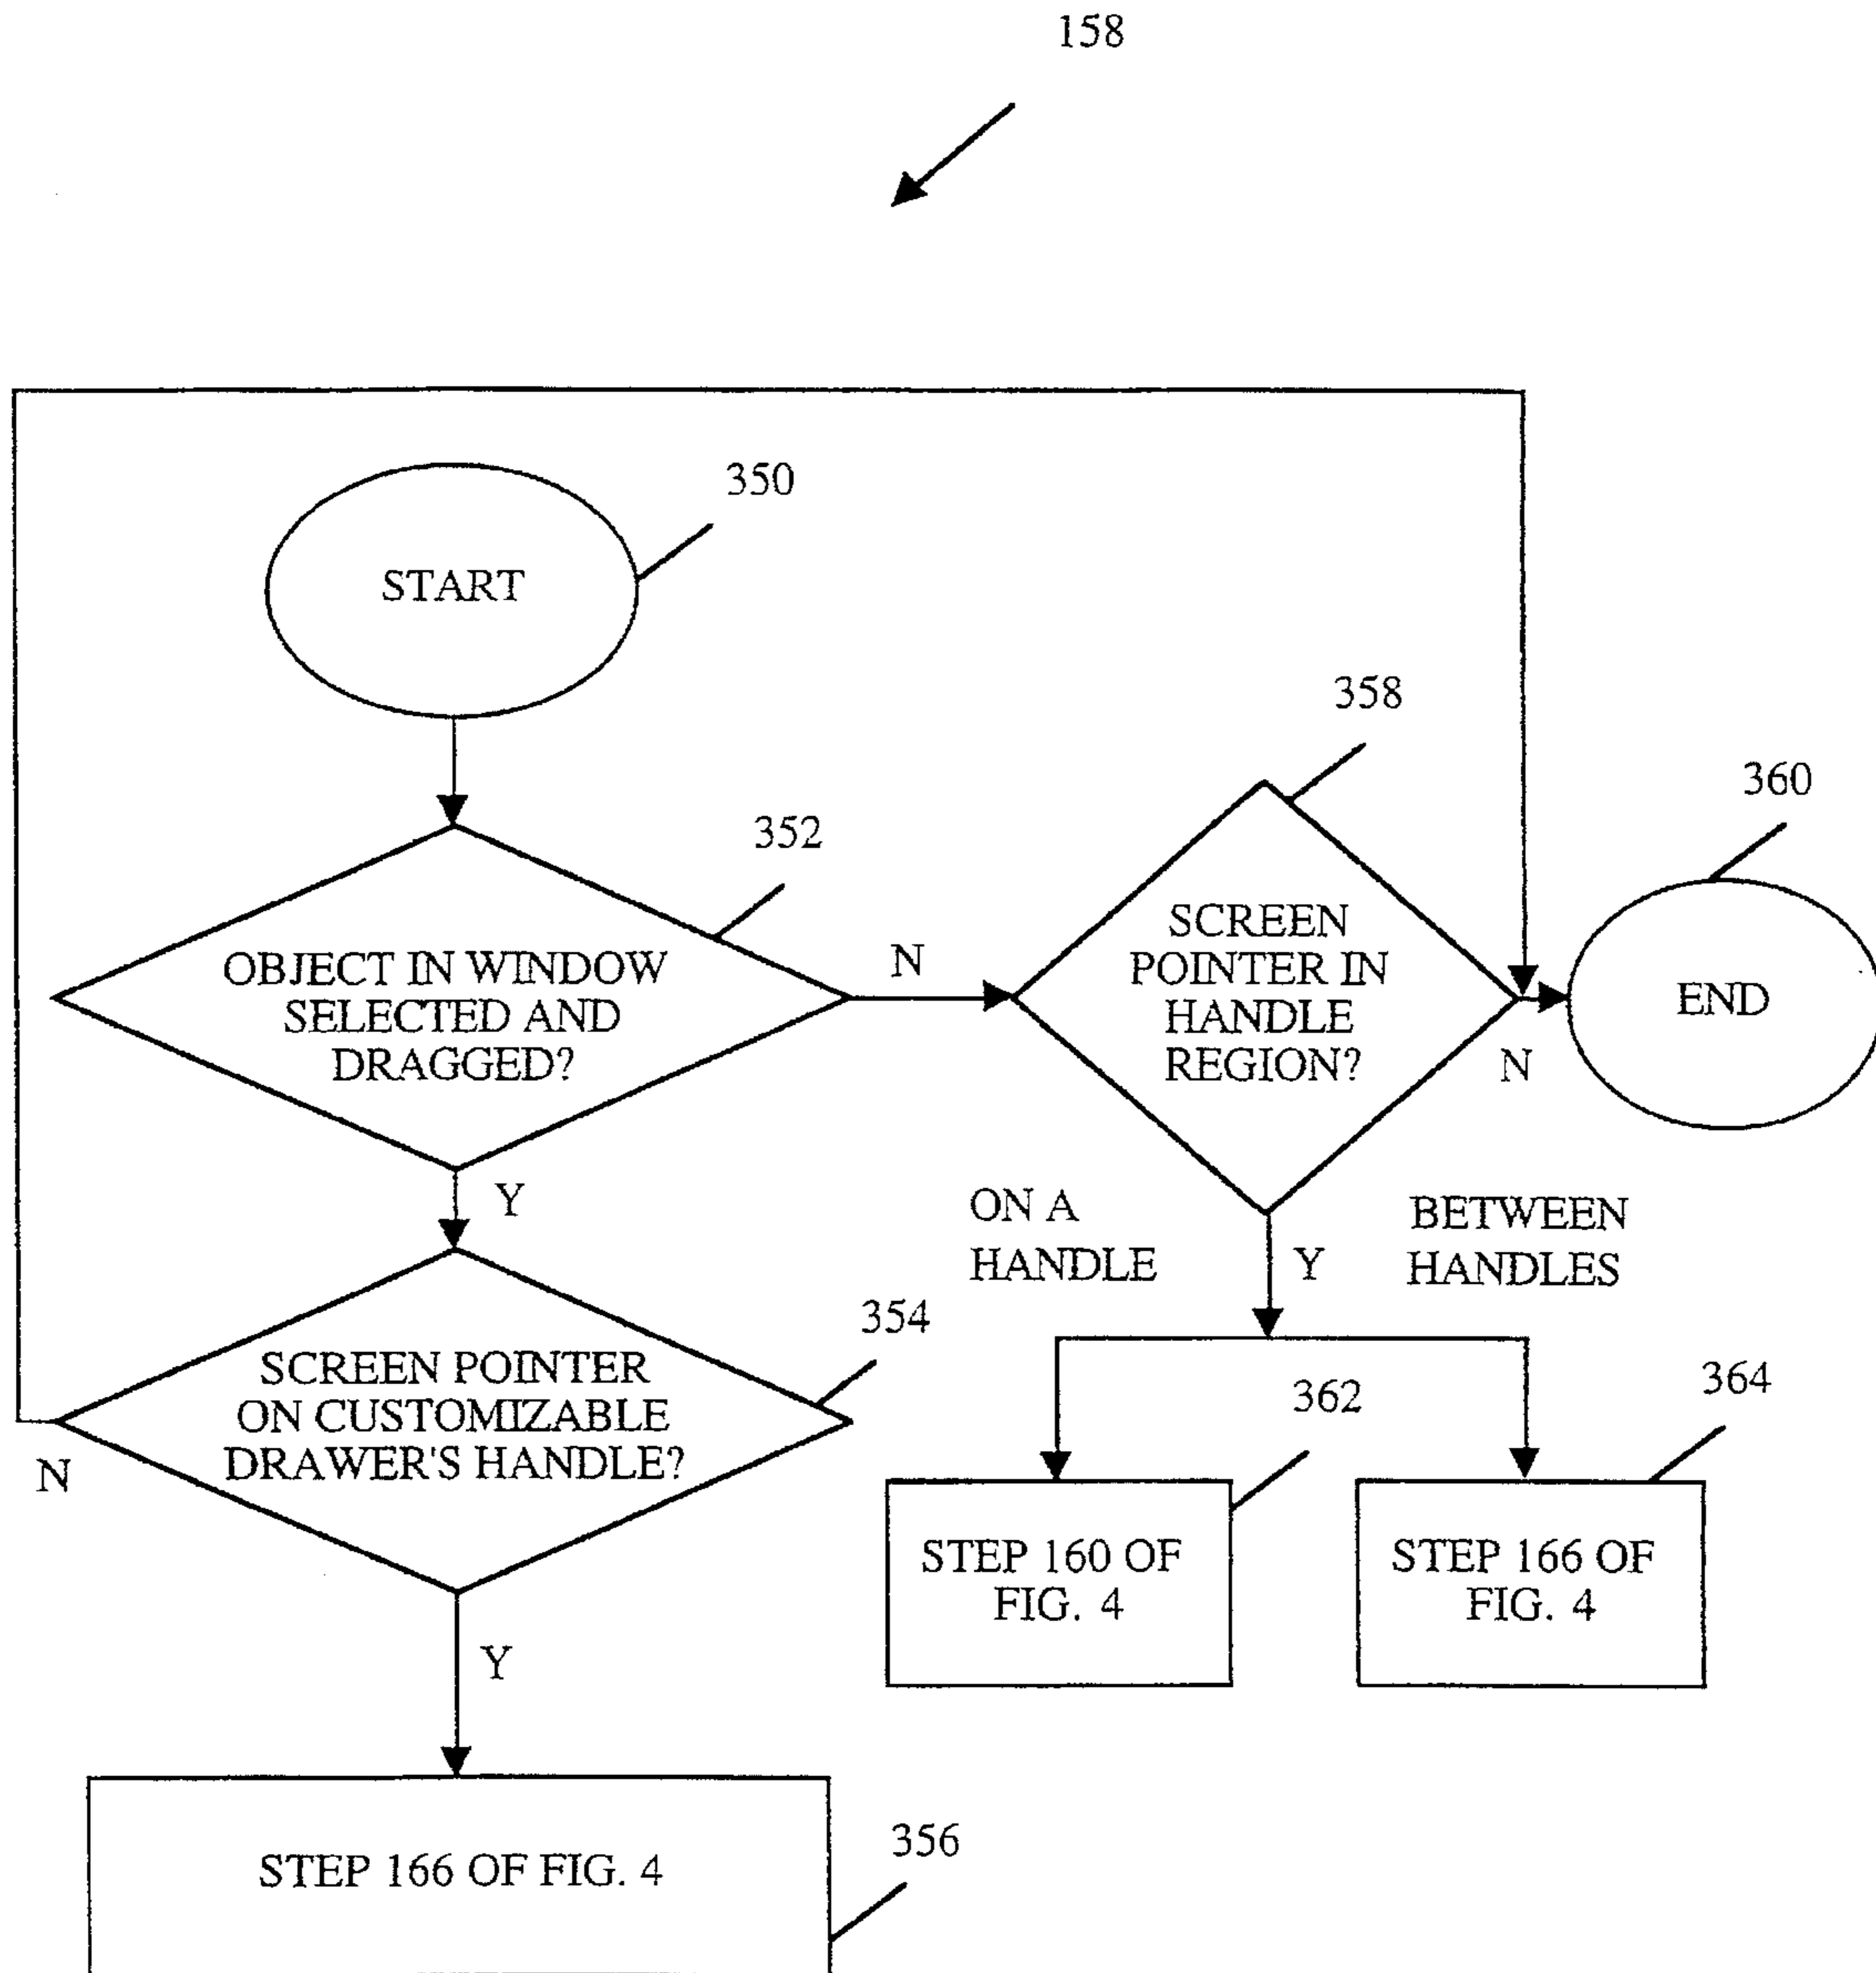 158
350
START
358
360
352
SCREEN
POINTER IN
HANDLE
REGION?
N
OBJECT IN WINDOW
SELECTED AND
DRAGGED?
END
N
Y
ON A
HANDLE
Y
BETWEEN
HANDLES
354
SCREEN POINTER
ON CUSTOMIZABLE
DRAWER'S HANDLE?
N
362
364
STEP 160 OF
FIG. 4
STEP 166 OF
FIG. 4
Y
356
STEP 166 OF FIG. 4